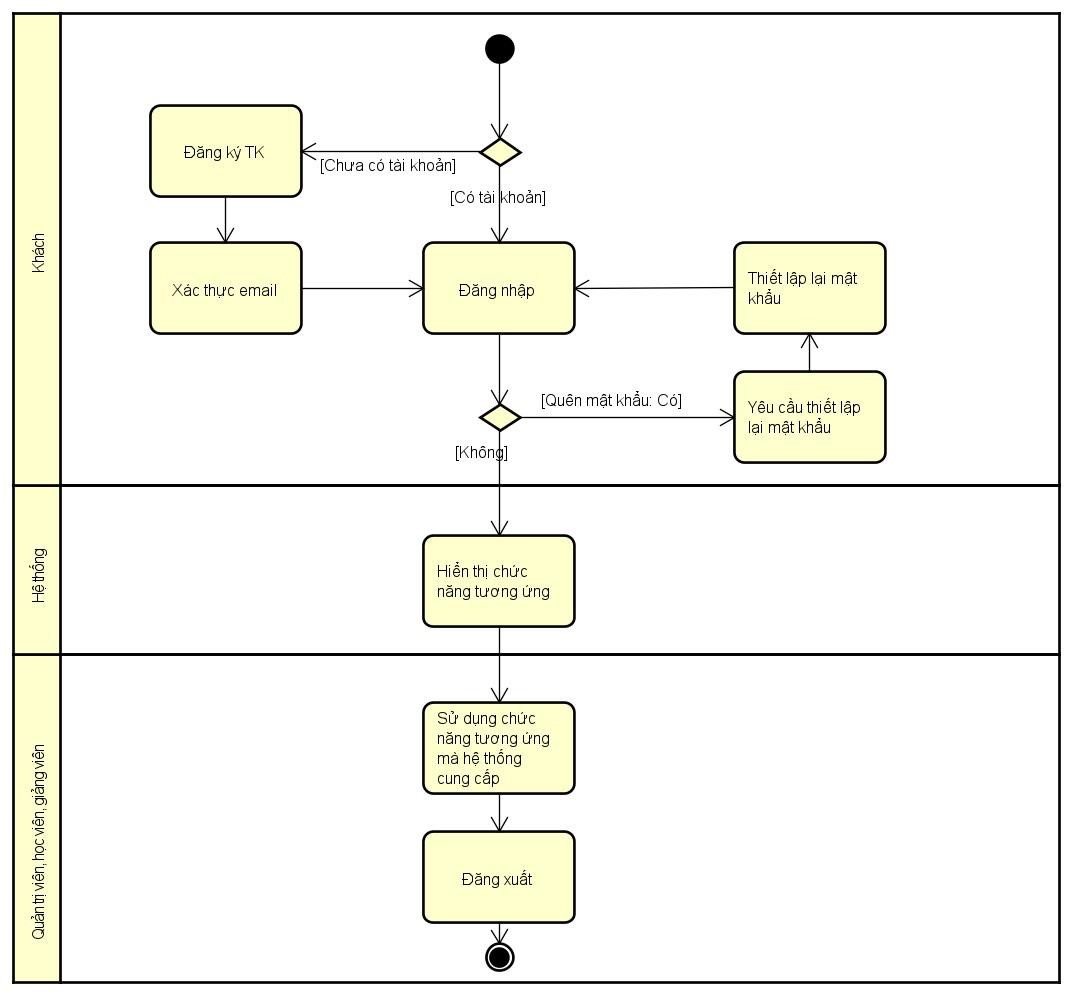 Khách
Đăng ký TK
[Chưa có tài khoản]
[Có tài khoản]
Xác thực email
Đăng nhập
Thiết lập lại mật
khẩu
[Quên mật khẩu: Có]
Yêu cầu thiết lập
lại mật khẩu
[Không]
Hệ thống
Hiển thị chức
năng tương ứng
Quản trị viên, học viên, giảng viên
Sử dụng chức
năng tương ứng
mà hệ thống
cung cấp
Đăng xuất